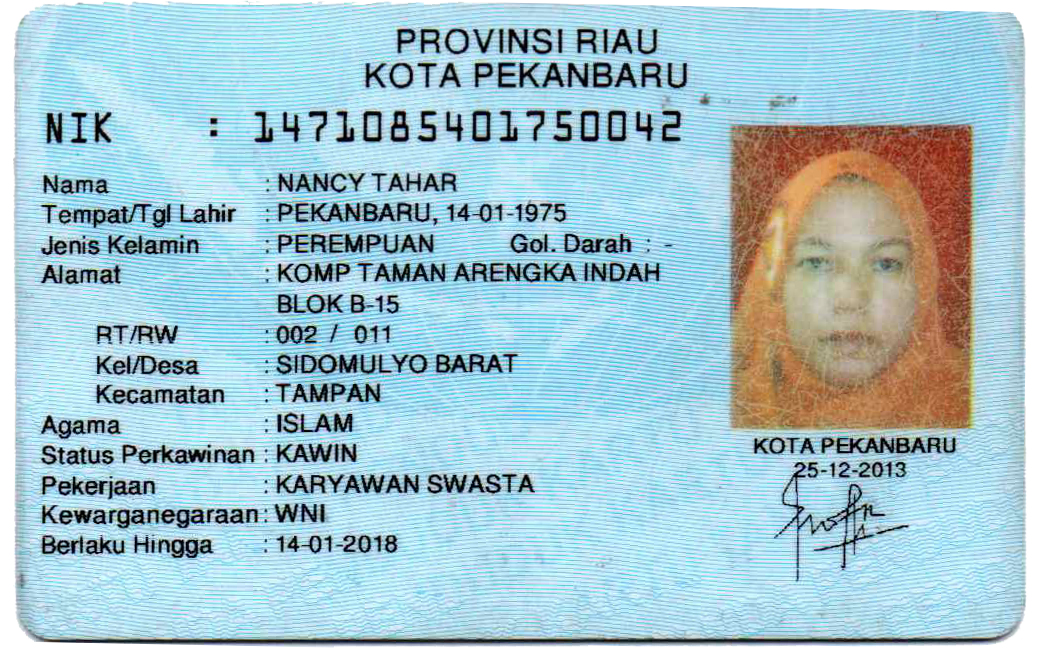 PROVINSI RIAU
KOTA PEKANBARU
NIK : 1471085401750042
Nama : NANCY TAHAR
Tempat/Tgl Lahir : PEKANBARU, 14-01-1975
Jenis Kelamin : PEREMPUAN Gol. Darah : -
Alamat : KOMP TAMAN ARENGKA INDAH
BLOK B-15
RT/RW : 002 / 011
Kel/Desa : SIDOMULYO BARAT
Kecamatan : TAMPAN
Agama : ISLAM
Status Perkawinan : KAWIN
Pekerjaan : KARYAWAN SWASTA
Kewarganegaraan : WNI
Berlaku Hingga : 14-01-2018
KOTA PEKANBARU
25-12-2013